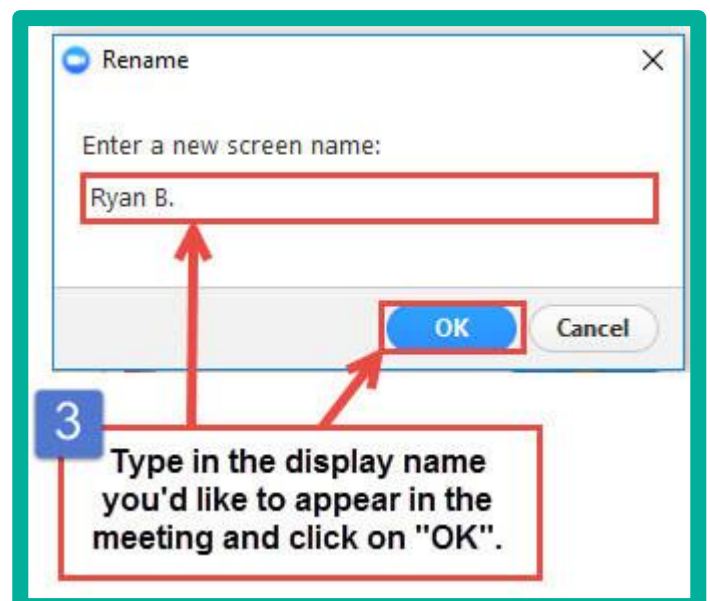 Rename
Enter a new screen name:
Ryan B.
OK Cancel
3
Type in the display name
you'd like to appear in the
meeting and click on "OK".